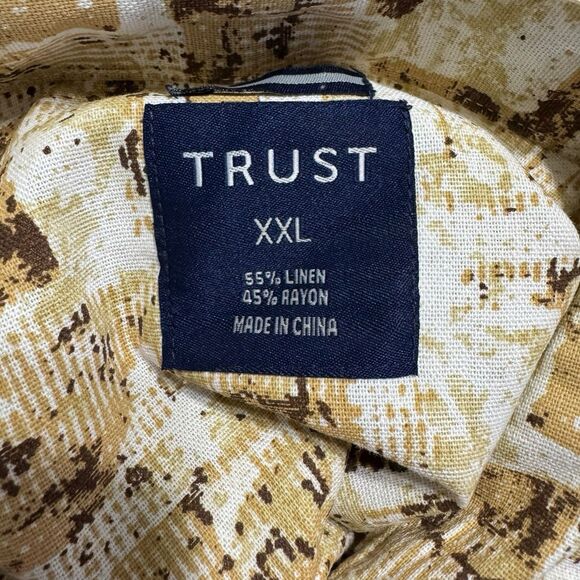 TRUST
XXL
55% LINEN
45% RAYON
MADE IN CHINA